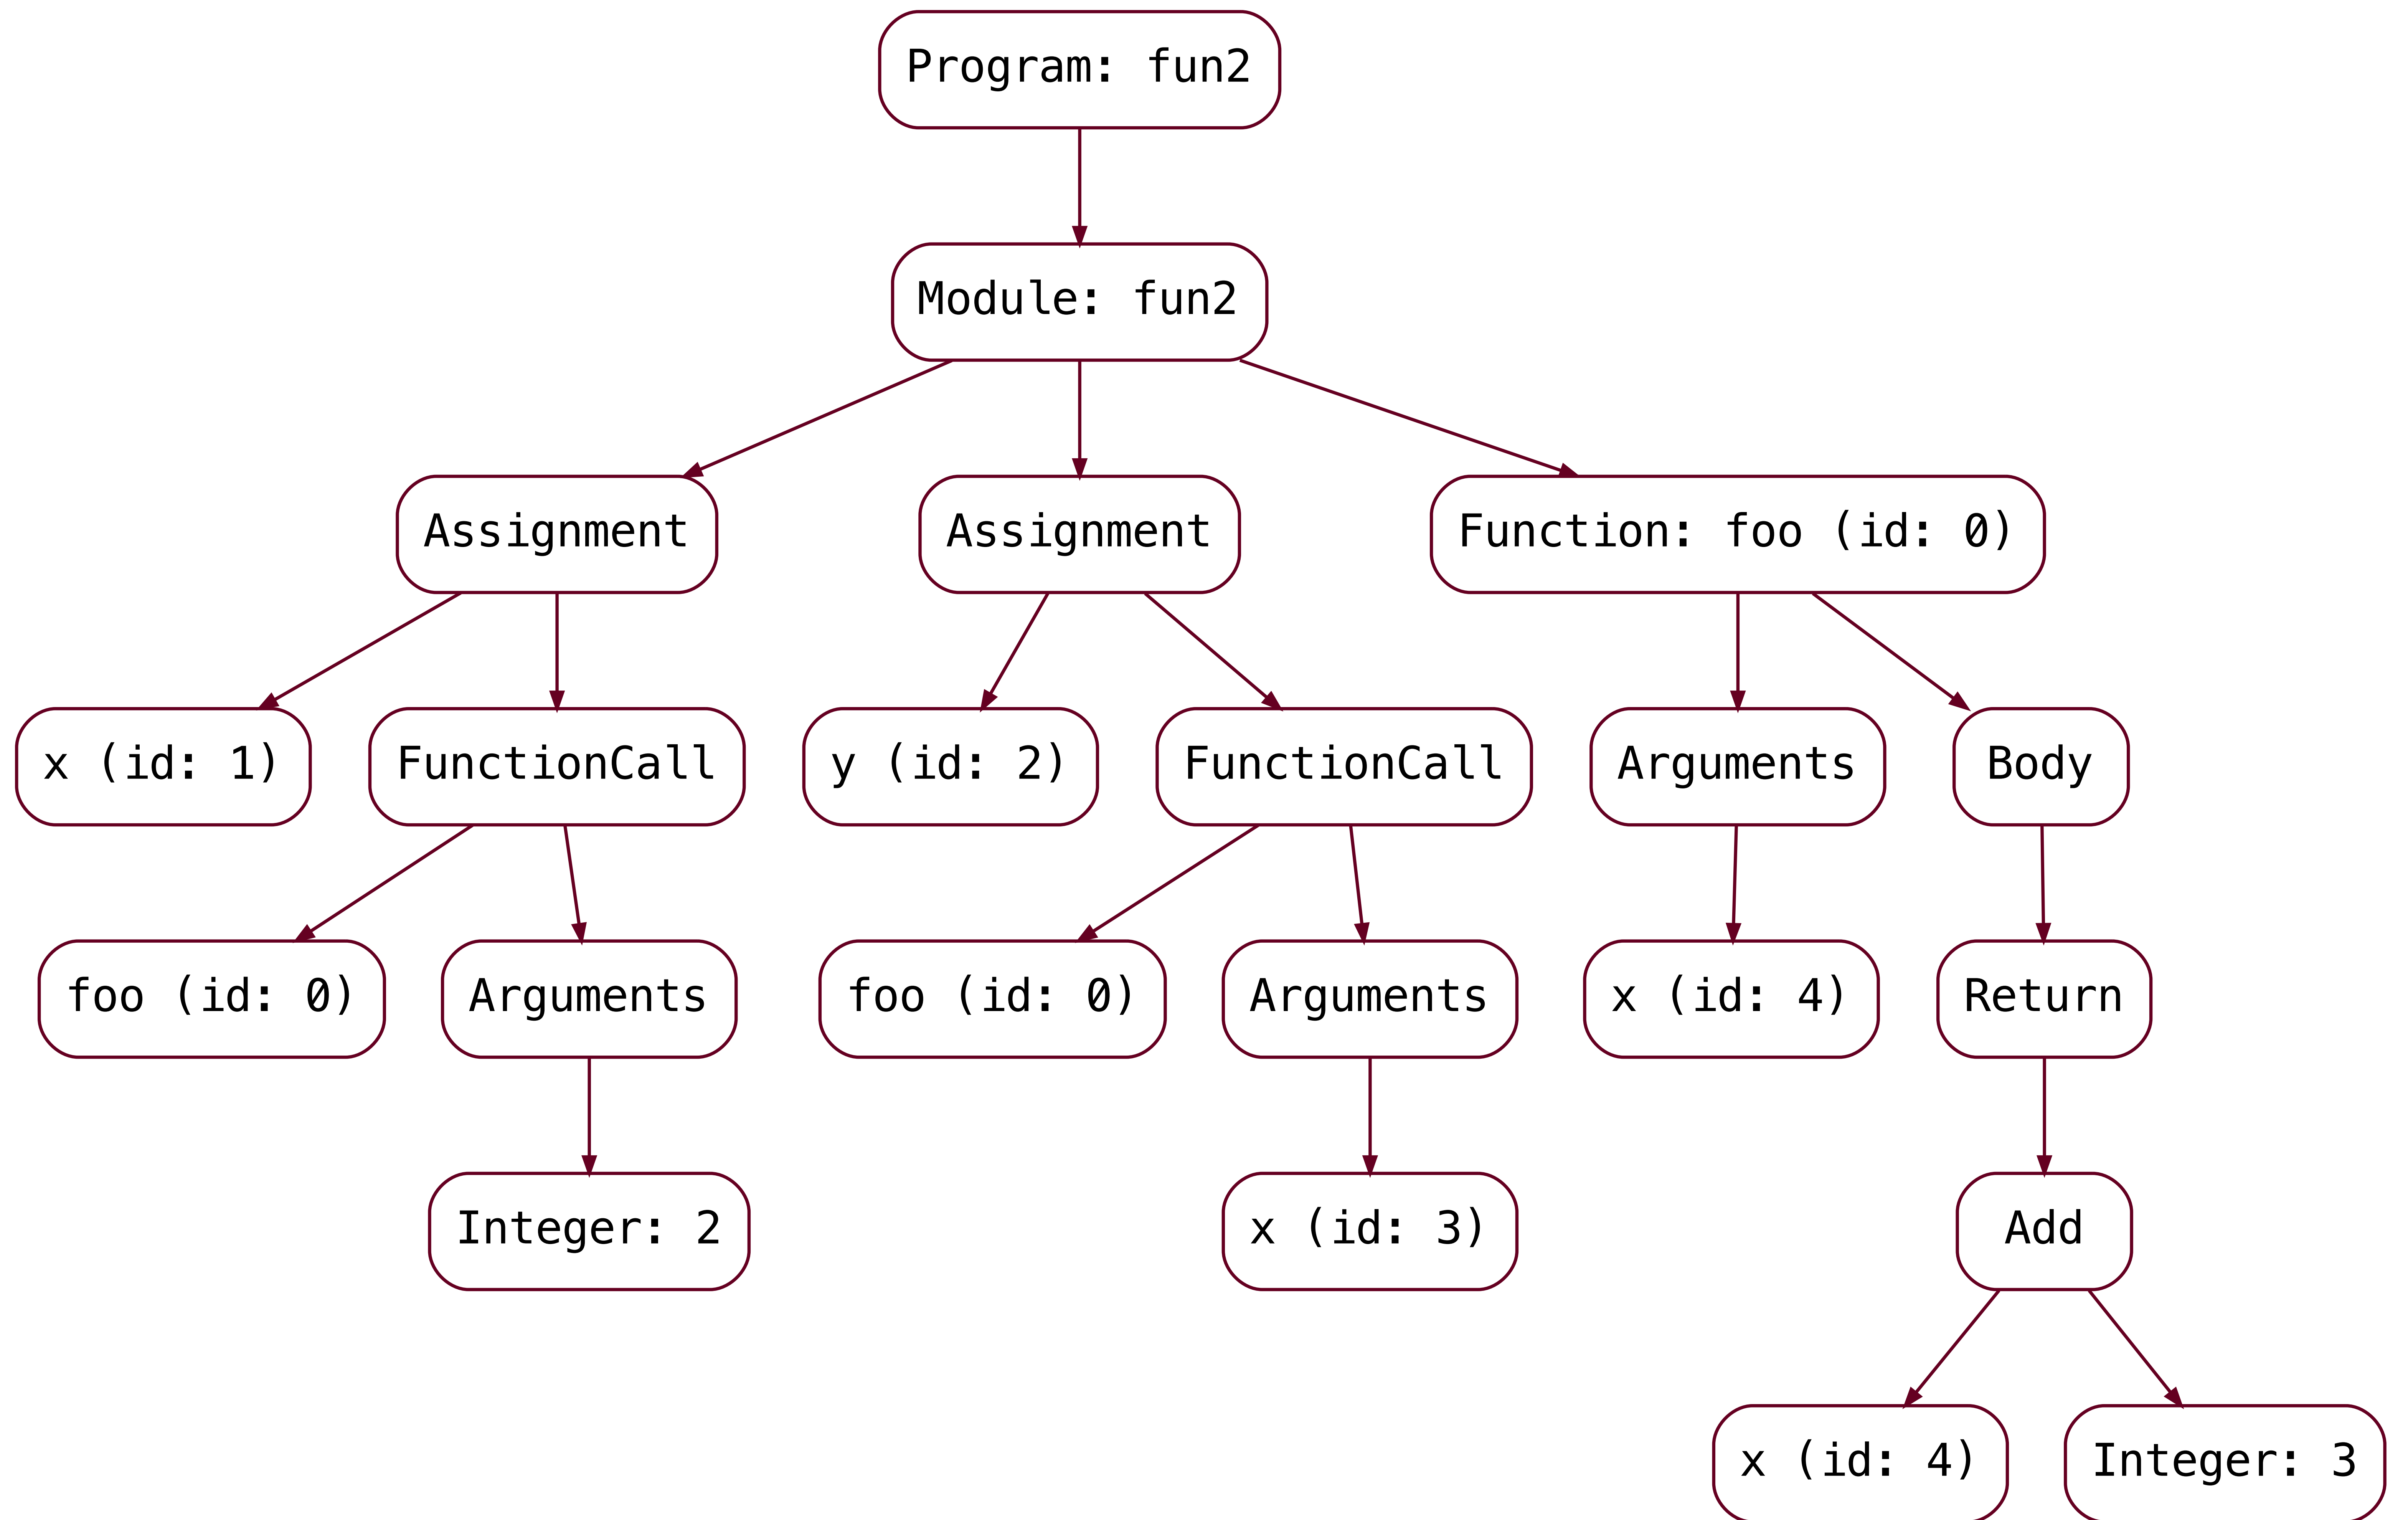 Program: fun2
Module: fun2
Assignment
Assignment
Function: foo (id: 0)
x (id: 1)
FunctionCall
y (id: 2)
FunctionCall
Arguments
Body
foo (id: 0)
Arguments
foo (id: 0)
Arguments
x (id: 4)
Return
Integer: 2
x (id: 3)
Add
x (id: 4)
Integer: 3